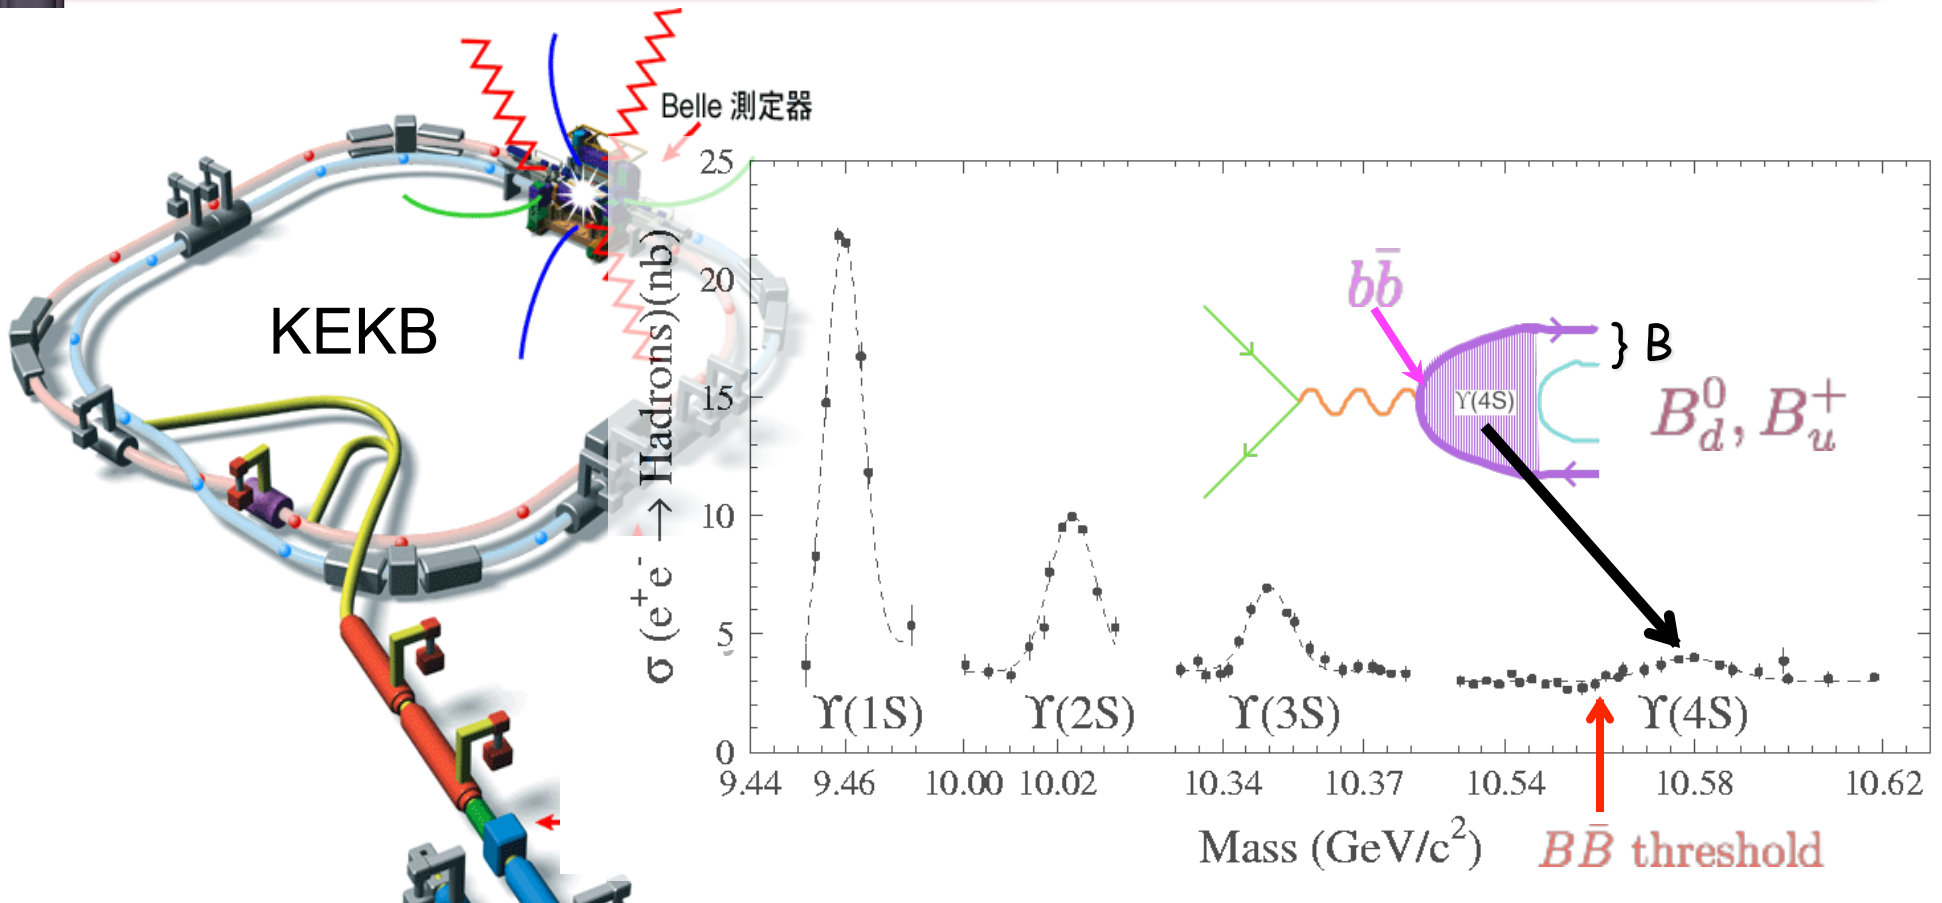 Belle 測定器
KEKB
σ (e⁺e⁻ → Hadrons)(nb)
25
20
15
10
5
0
bb̄
ϒ(4S)
} B
B⁰_d, B⁺_u
ϒ(1S)
ϒ(2S)
ϒ(3S)
ϒ(4S)
9.44 9.46 10.00 10.02 10.34 10.37 10.54 10.58 10.62
Mass (GeV/c²)
BB̄ threshold